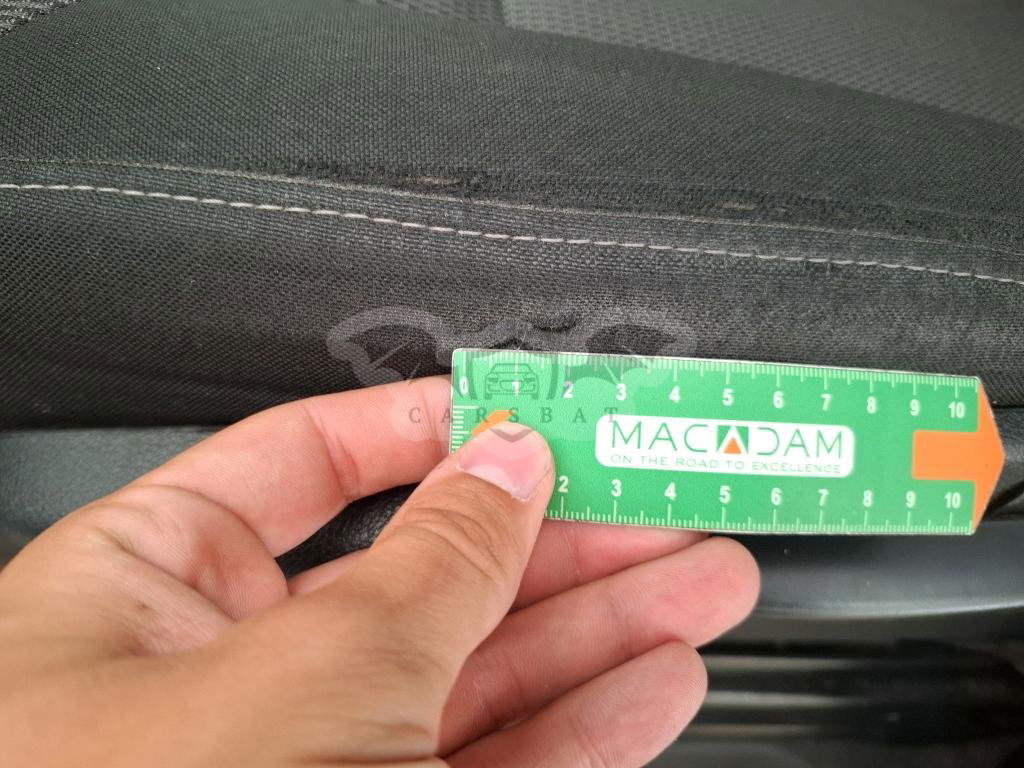 0 1 2 3 4 5 6 7 8 9 10
CARSBAT
MACADAM
ON THE ROAD TO EXCELLENCE
2 3 4 5 6 7 8 9 10